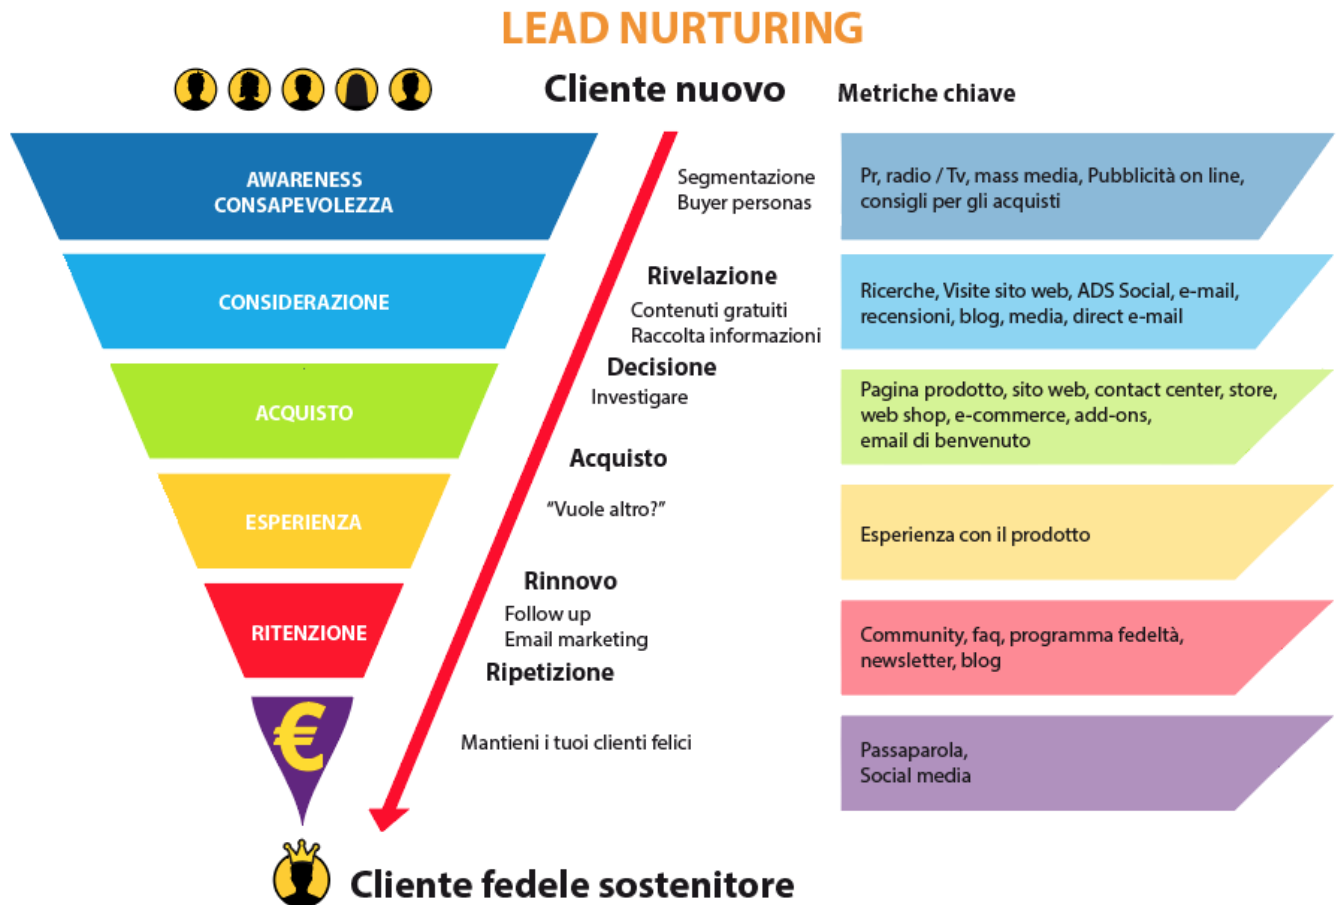 LEAD NURTURING
Cliente nuovo
Metriche chiave
AWARENESS
CONSAPEVOLEZZA
Segmentazione
Buyer personas
Pr, radio / Tv, mass media, Pubblicità on line,
consigli per gli acquisti
CONSIDERAZIONE
Rivelazione
Contenuti gratuiti
Raccolta informazioni
Ricerche, Visite sito web, ADS Social, e-mail,
recensioni, blog, media, direct e-mail
ACQUISTO
Decisione
Investigare
Pagina prodotto, sito web, contact center, store,
web shop, e-commerce, add-ons,
email di benvenuto
Acquisto
ESPERIENZA
“Vuole altro?”
Esperienza con il prodotto
RITENZIONE
Rinnovo
Follow up
Email marketing
Community, faq, programma fedeltà,
newsletter, blog
Ripetizione
€
Mantieni i tuoi clienti felici
Passaparola,
Social media
Cliente fedele sostenitore